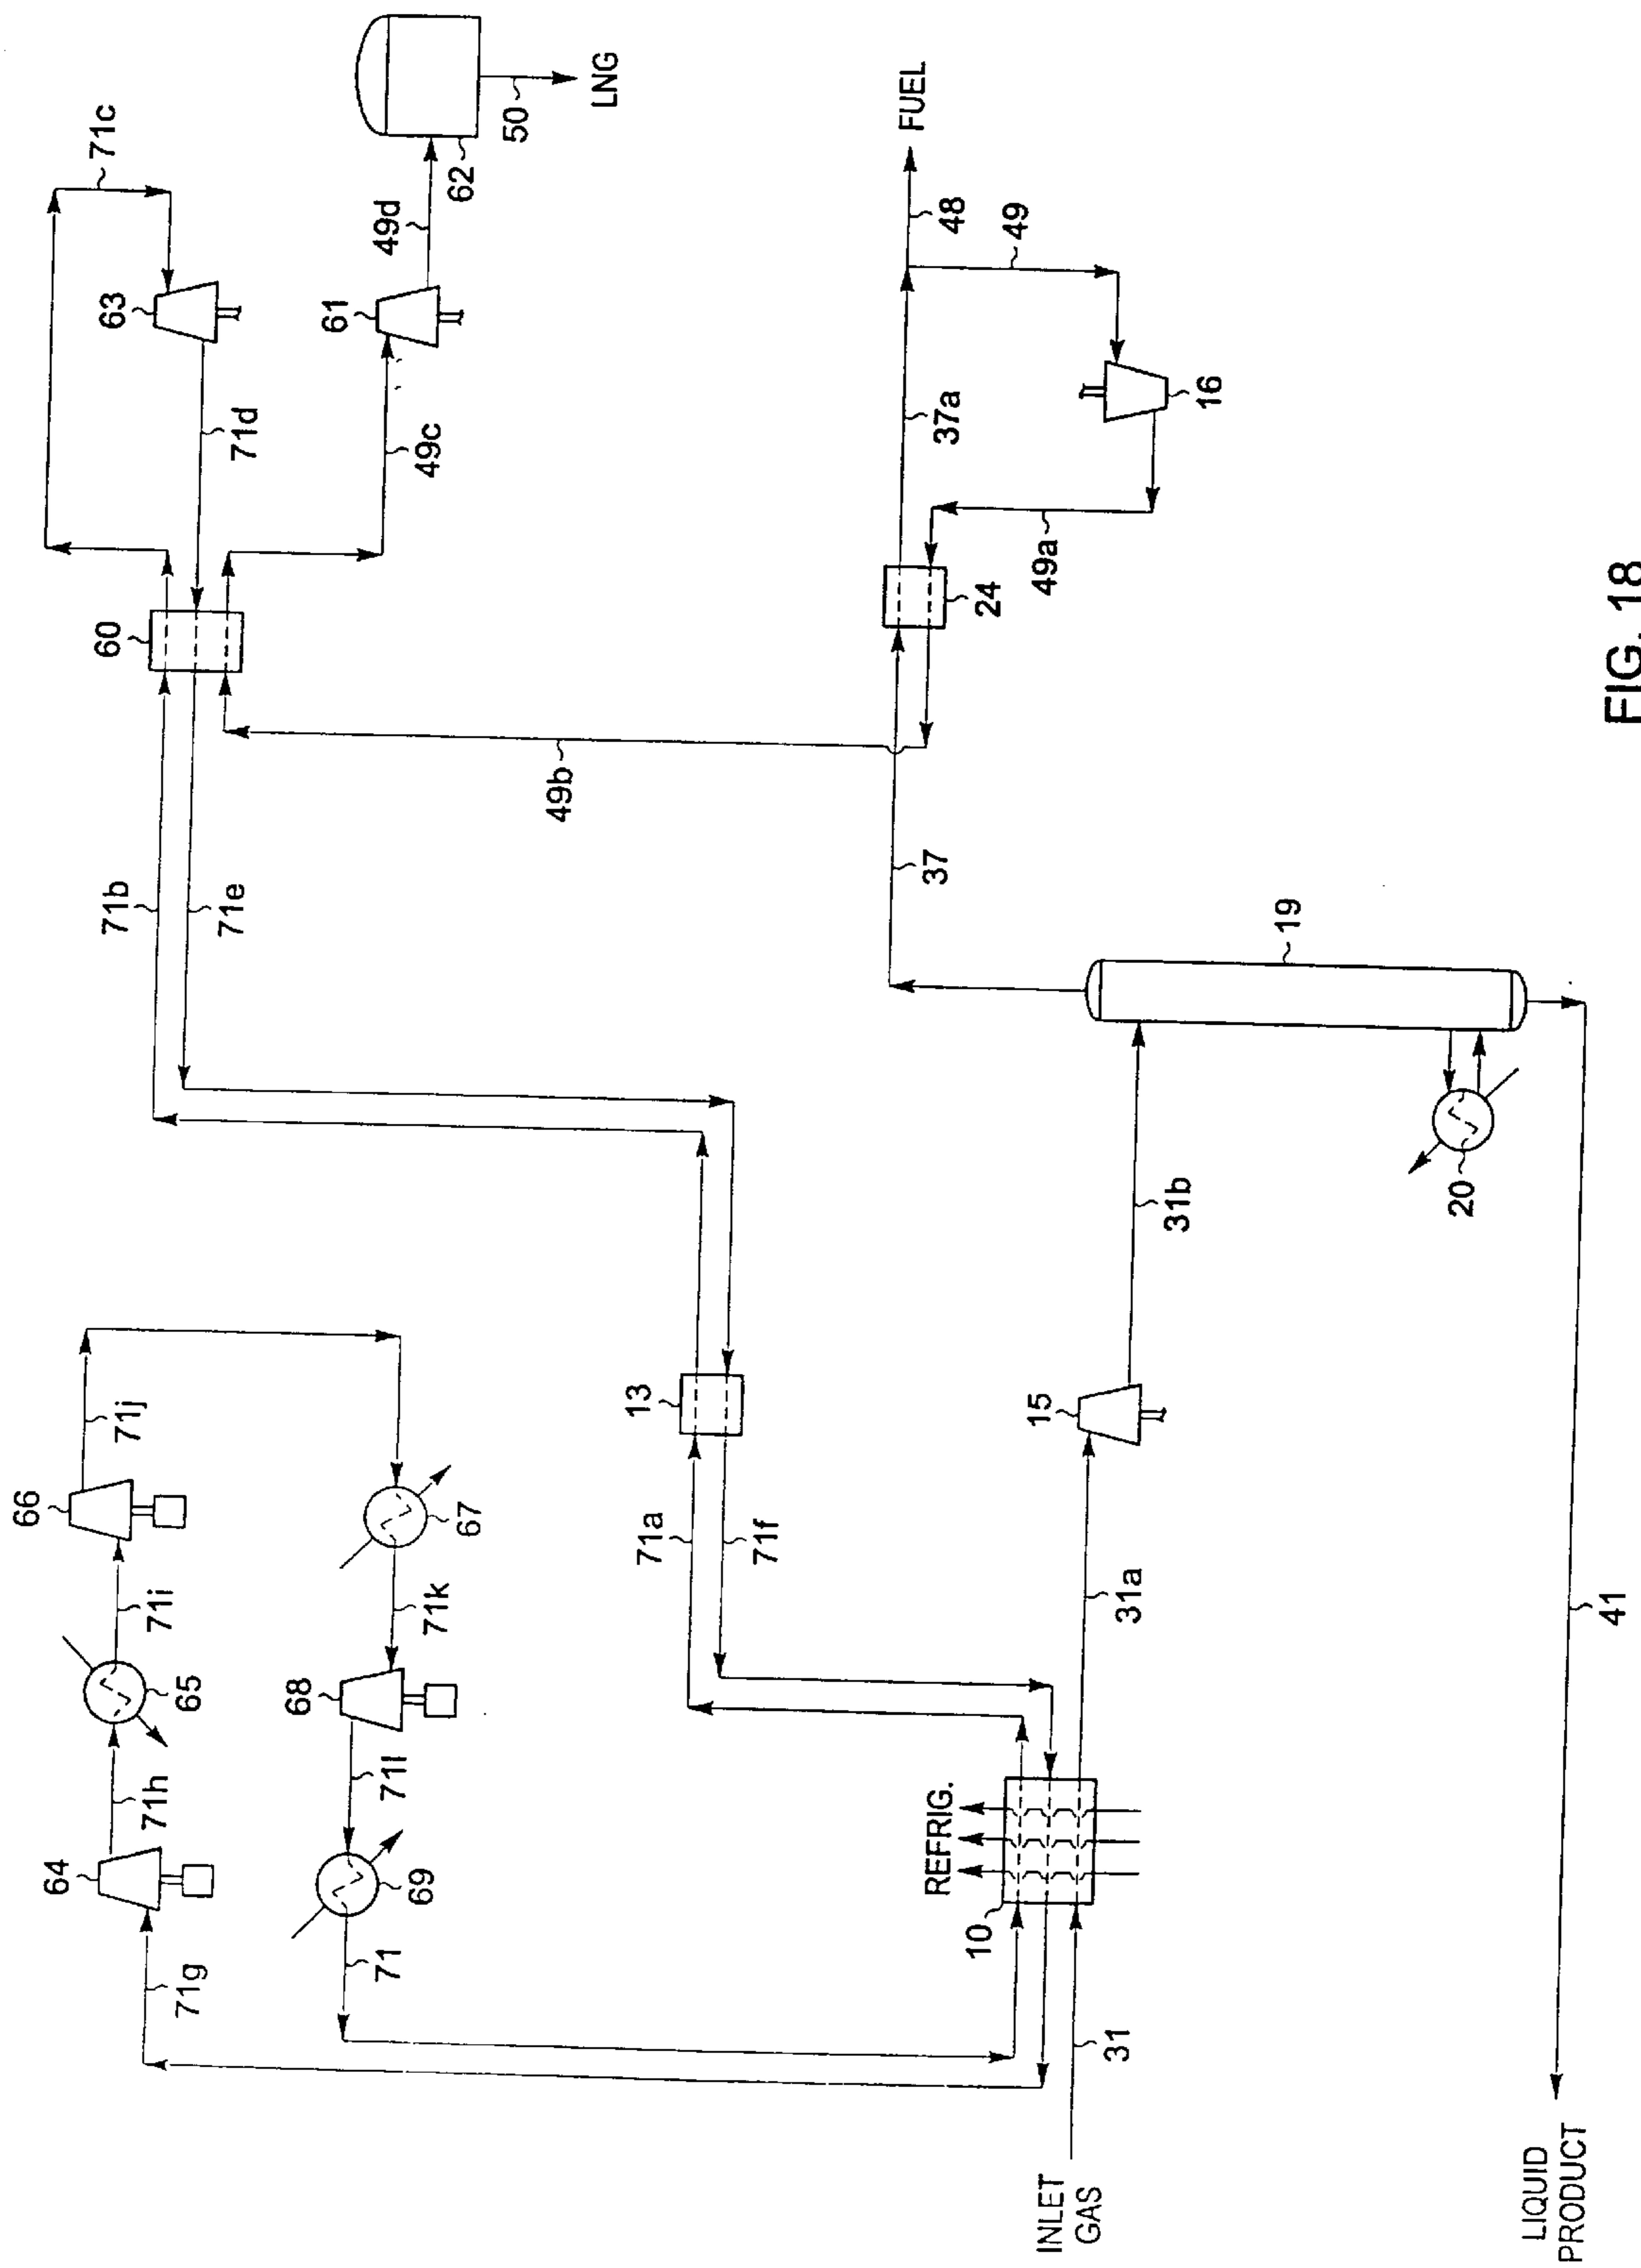 64
71h
65
71i
66
71j
71g
71
69
71l
68
71k
67
71b
71e
60
71d
63
71c
49c
61
49d
62
50
LNG
13
71a
71f
49b
REFRIG.
10
INLET
GAS
31
31a
15
31b
19
20
37
24
37a
49a
16
49
48
FUEL
41
LIQUID
PRODUCT
FIG. 18